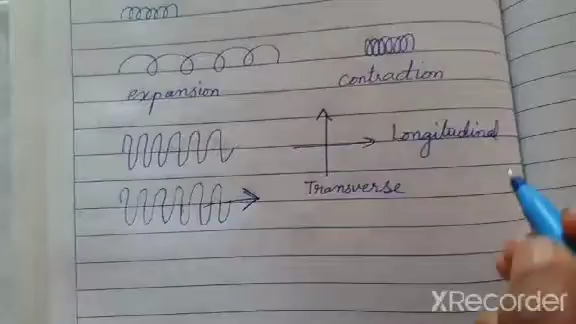 expansion
contraction
Longitudinal
Transverse
XRecorder